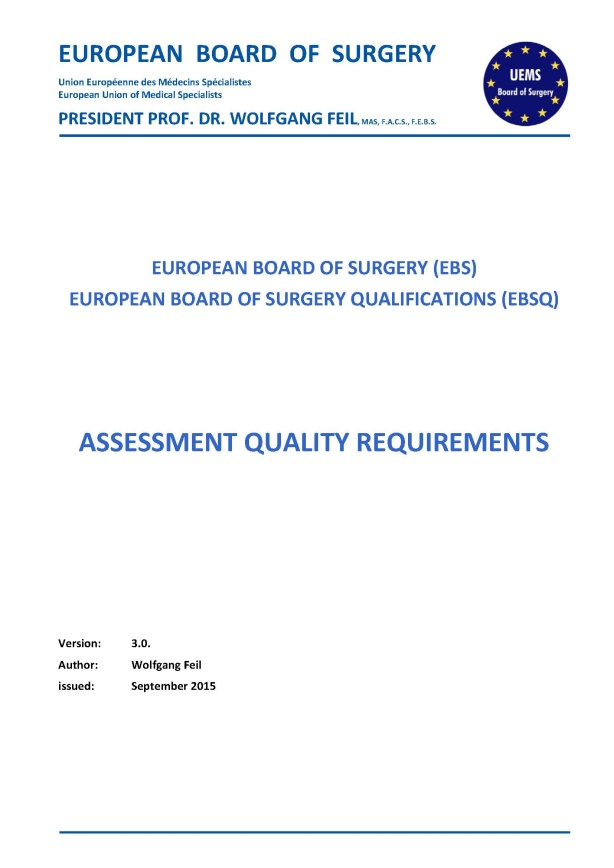 EUROPEAN BOARD OF SURGERY
Union Européenne des Médecins Spécialistes
European Union of Medical Specialists
PRESIDENT PROF. DR. WOLFGANG FEIL, MAS, F.A.C.S., F.E.B.S.
UEMS
Board of Surgery
EUROPEAN BOARD OF SURGERY (EBS)
EUROPEAN BOARD OF SURGERY QUALIFICATIONS (EBSQ)
ASSESSMENT QUALITY REQUIREMENTS
Version: 3.0.
Author: Wolfgang Feil
issued: September 2015